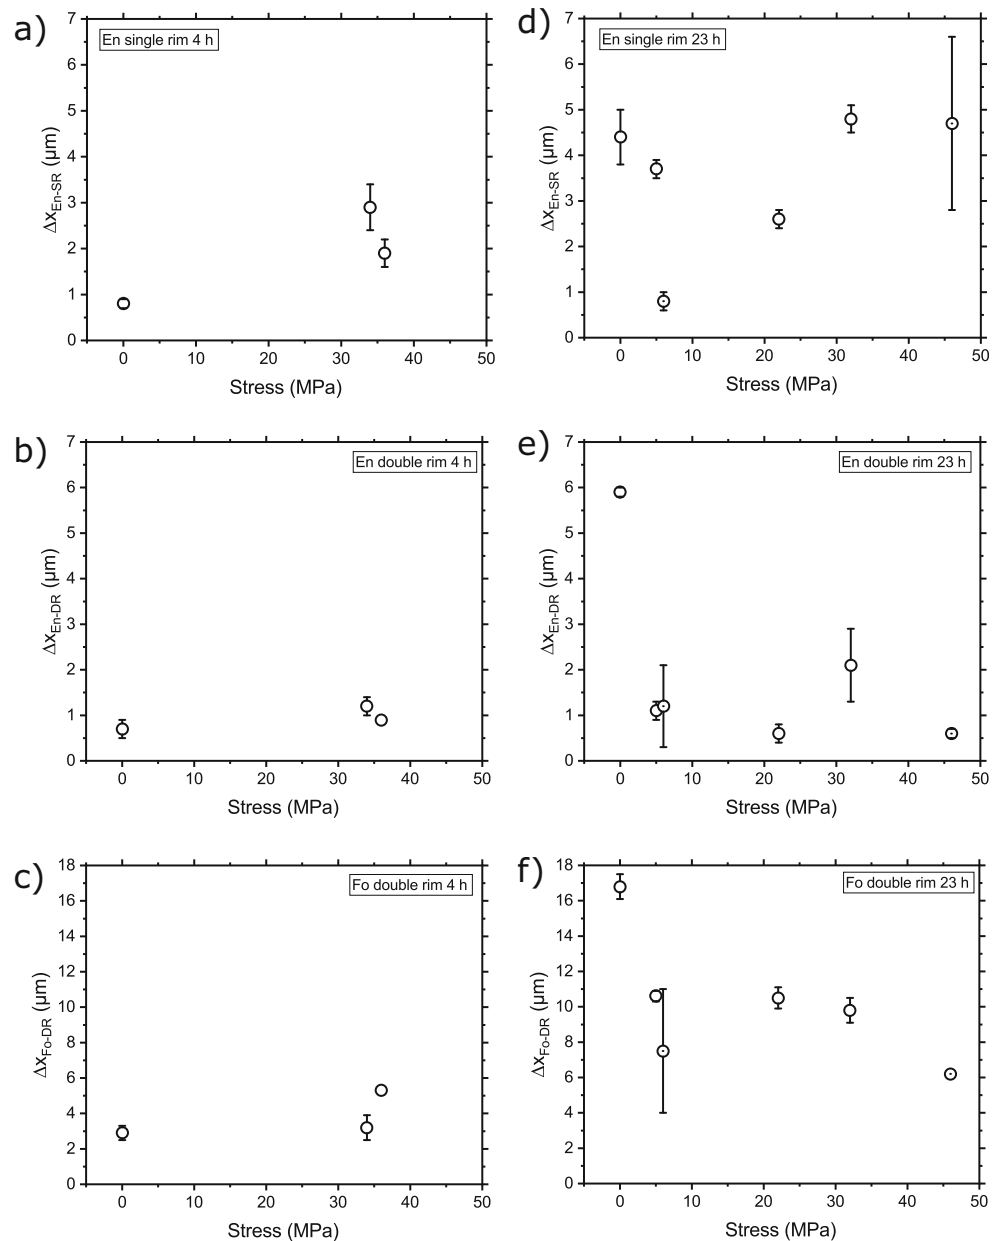 a)
En single rim 4 h
7
6
5
4
3
2
1
0
Δx_En-SR (µm)
0 10 20 30 40 50
Stress (MPa)
d)
En single rim 23 h
7
6
5
4
3
2
1
0
Δx_En-SR (µm)
0 10 20 30 40 50
Stress (MPa)
b)
En double rim 4 h
7
6
5
4
3
2
1
0
Δx_En-DR (µm)
0 10 20 30 40 50
Stress (MPa)
e)
En double rim 23 h
7
6
5
4
3
2
1
0
Δx_En-DR (µm)
0 10 20 30 40 50
Stress (MPa)
c)
Fo double rim 4 h
18
16
14
12
10
8
6
4
2
0
Δx_Fo-DR (µm)
0 10 20 30 40 50
Stress (MPa)
f)
Fo double rim 23 h
18
16
14
12
10
8
6
4
2
0
Δx_Fo-DR (µm)
0 10 20 30 40 50
Stress (MPa)